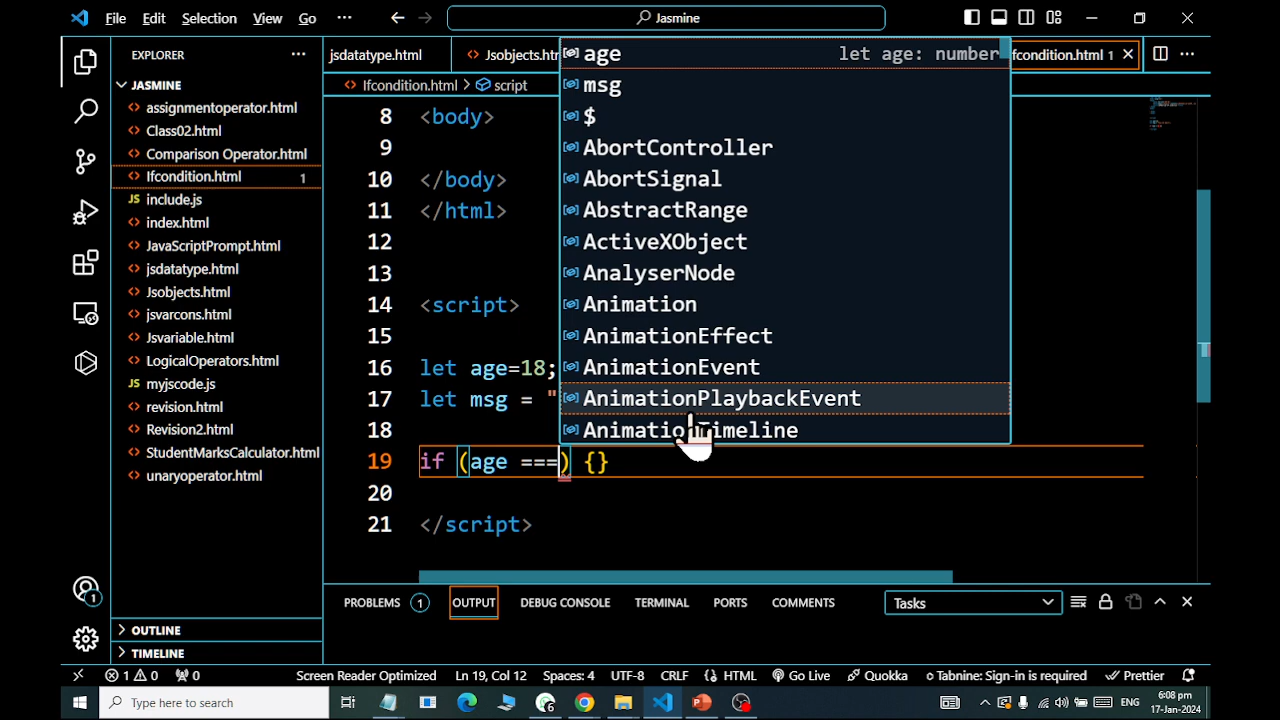 File Edit Selection View Go ··· Jasmine
EXPLORER ···
JASMINE
assignmentoperator.html
Class02.html
Comparison Operator.html
Ifcondition.html 1
include.js
index.html
JavaScriptPrompt.html
jsdatatype.html
Jsobjects.html
jsvarcons.html
Jsvariable.html
LogicalOperators.html
myjscode.js
revision.html
Revision2.html
StudentMarksCalculator.html
unaryoperator.html
OUTLINE
TIMELINE
jsdatatype.html Jsobjects.htn fcondition.html 1
Ifcondition.html > script
8 <body>
9
10 </body>
11 </html>
12
13
14 <script>
15
16 let age=18;
17 let msg = "
18
19 if (age ===) {}
20
21 </script>
age let age: number
msg
$
AbortController
AbortSignal
AbstractRange
ActiveXObject
AnalyserNode
Animation
AnimationEffect
AnimationEvent
AnimationPlaybackEvent
AnimationTimeline
PROBLEMS 1 OUTPUT DEBUG CONSOLE TERMINAL PORTS COMMENTS Tasks
1 0 0 Screen Reader Optimized Ln 19, Col 12 Spaces: 4 UTF-8 CRLF HTML Go Live Quokka Tabnine: Sign-in is required Prettier
Type here to search ENG 6:08 pm
17-Jan-2024